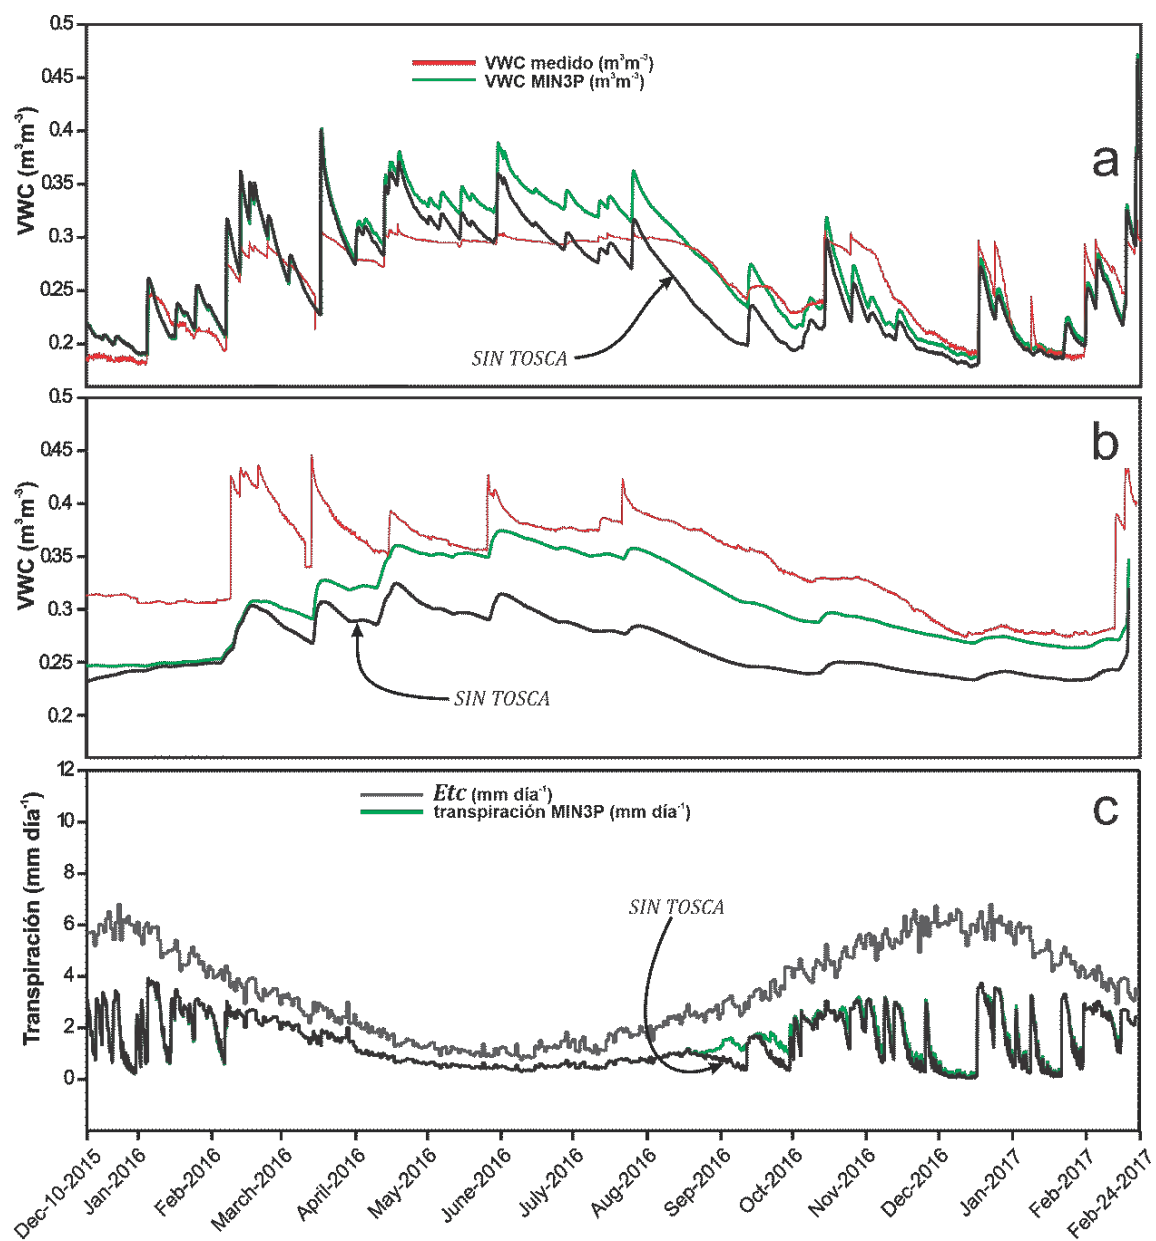 0.5
0.45
0.4
0.35
0.3
0.25
0.2
VWC (m³m⁻³)
VWC medido (m³m⁻³)
VWC MIN3P (m³m⁻³)
a
SIN TOSCA
0.5
0.45
0.4
0.35
0.3
0.25
0.2
VWC (m³m⁻³)
b
SIN TOSCA
12
10
8
6
4
2
0
Transpiración (mm día⁻¹)
Etc (mm día⁻¹)
transpiración MIN3P (mm día⁻¹)
c
SIN TOSCA
Dec-10-2015
Jan-2016
Feb-2016
March-2016
April-2016
May-2016
June-2016
July-2016
Aug-2016
Sep-2016
Oct-2016
Nov-2016
Dec-2016
Jan-2017
Feb-2017
Feb-24-2017